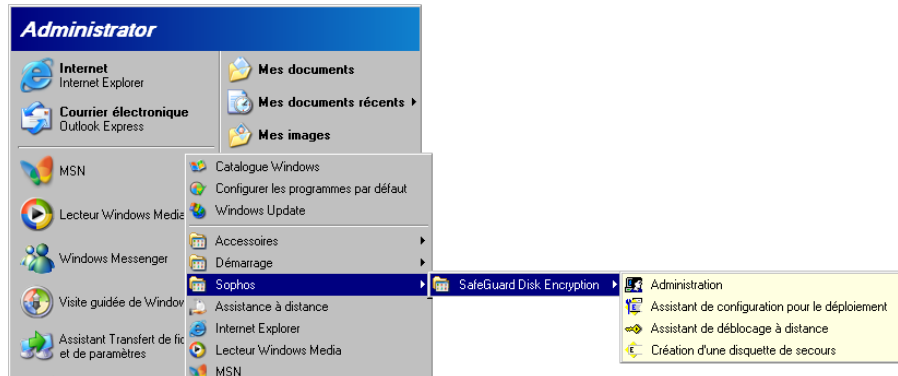 Administrator
Internet
Internet Explorer
Courrier électronique
Outlook Express
MSN
Lecteur Windows Media
Windows Messenger
Visite guidée de Window
Assistant Transfert de fic
et de paramètres
Mes documents
Mes documents récents
Mes images
Catalogue Windows
Configurer les programmes par défaut
Windows Update
Accessoires
Démarrage
Sophos
Assistance à distance
Internet Explorer
Lecteur Windows Media
MSN
SafeGuard Disk Encryption
Administration
Assistant de configuration pour le déploiement
Assistant de déblocage à distance
Création d'une disquette de secours